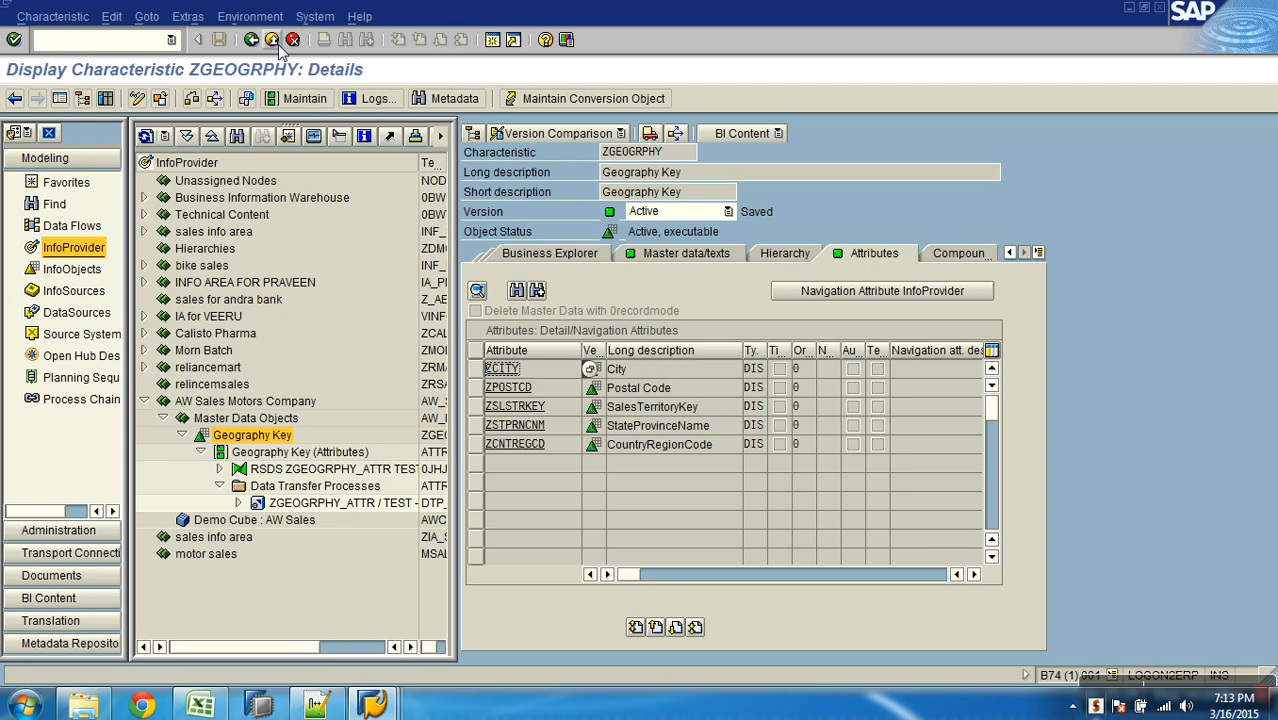 Characteristic Edit Goto Extras Environment System Help
SAP
Display Characteristic ZGEOGRPHY: Details
Maintain Logs... Metadata Maintain Conversion Object
Modeling
Favorites
Find
Data Flows
InfoProvider
InfoObjects
InfoSources
DataSources
Source System
Open Hub Des
Planning Sequ
Process Chain
Administration
Transport Connecti
Documents
BI Content
Translation
Metadata Reposito
InfoProvider Te...
Unassigned Nodes NOD
Business Information Warehouse 0BW
Technical Content 0BW
sales info area INF_
Hierarchies ZDM
bike sales INF_
INFO AREA FOR PRAVEEN IA_P
sales for andra bank Z_AE
IA for VEERU VINF
Calisto Pharma ZCAL
Morn Batch ZMO
reliancemart ZRM
relincemsales ZRSA
AW Sales Motors Company AW_
Master Data Objects AW_I
Geography Key ZGE
Geography Key (Attributes) ATTR
RSDS ZGEOGRPHY_ATTR TEST 0JHJ
Data Transfer Processes ATTR
ZGEOGRPHY_ATTR / TEST - DTP_
Demo Cube : AW Sales AWC
sales info area ZIA_S
motor sales MSAL
Version Comparison BI Content
Characteristic ZGEOGRPHY
Long description Geography Key
Short description Geography Key
Version Active Saved
Object Status Active, executable
Business Explorer Master data/texts Hierarchy Attributes Compoun...
Navigation Attribute InfoProvider
Delete Master Data with 0recordmode
Attributes: Detail/Navigation Attributes
Attribute Ve... Long description Ty. Ti... Or... N... Au... Te... Navigation att. des
ZCITY City DIS 0
ZPOSTCD Postal Code DIS 0
ZSLSTRKEY SalesTerritoryKey DIS 0
ZSTPRNCNM StateProvinceName DIS 0
ZCNTREGCD CountryRegionCode DIS 0
B74 (1) 001 LOGON2ERP INS
7:13 PM
3/16/2015